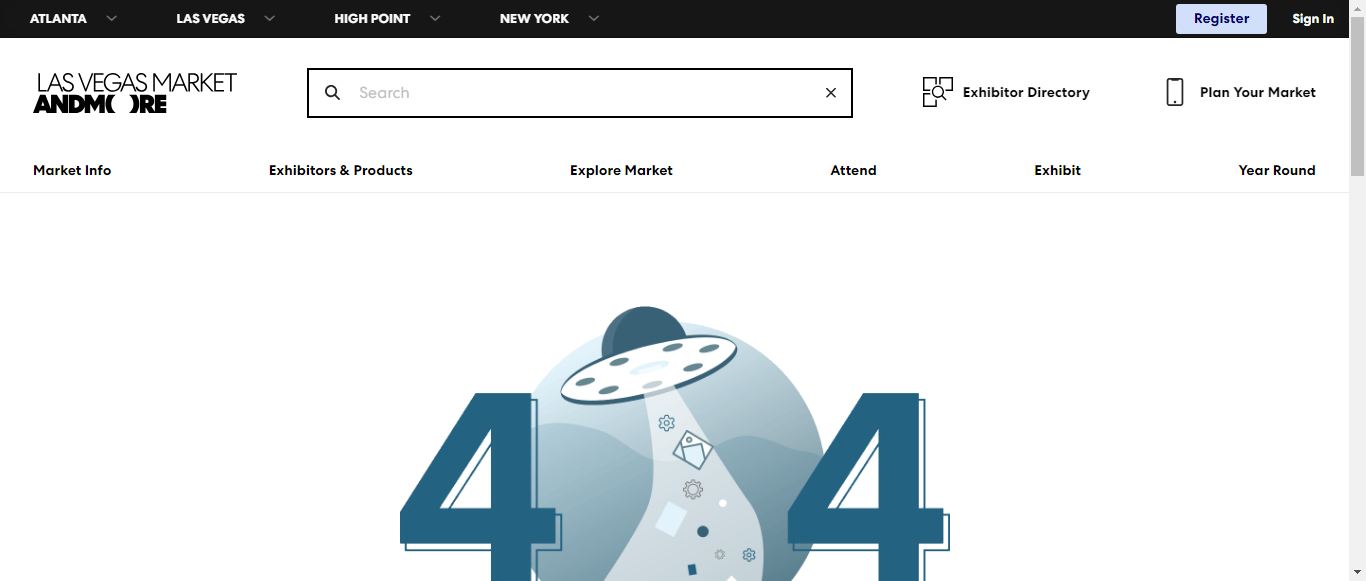 ATLANTA LAS VEGAS HIGH POINT NEW YORK Register Sign In
LAS VEGAS MARKET
ANDMORE
Search
Exhibitor Directory
Plan Your Market
Market Info Exhibitors & Products Explore Market Attend Exhibit Year Round
4 4